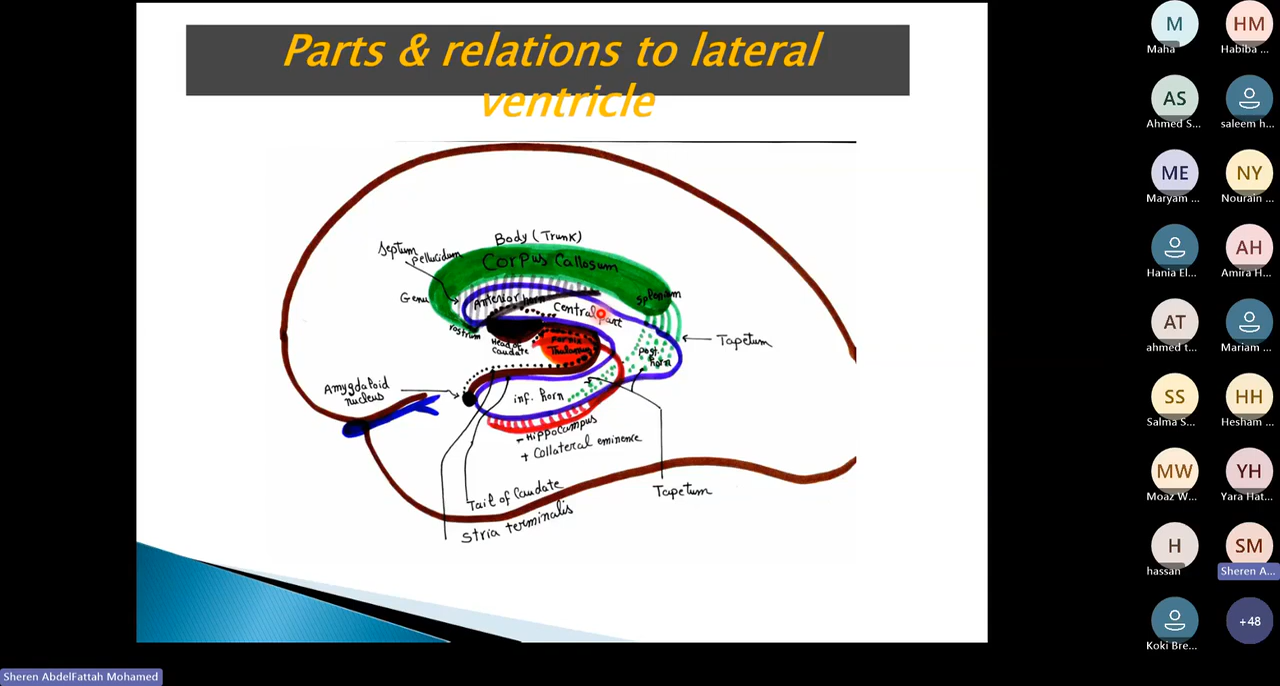 Parts & relations to lateral
ventricle
Body (Trunk)
Septum
pellucidum
Corpus Callosum
Genu
Anterior horn
Splenium
Central part
rostrum
Head of
Caudate
Fornix
Thalamus
post.
horn
Tapetum
Amygdaloid
nucleus
inf. horn
- Hippocampus
+ Collateral eminence
Tail of Caudate
Tapetum
Stria terminalis
M
Maha
HM
Habiba ...
AS
Ahmed S...
saleem h...
ME
Maryam ...
NY
Nourain ...
Hania El...
AH
Amira H...
AT
ahmed t...
Mariam ...
SS
Salma S...
HH
Hesham ...
MW
Moaz W...
YH
Yara Hat...
H
hassan
SM
Sheren A...
Koki Bre...
+48
Sheren AbdelFattah Mohamed